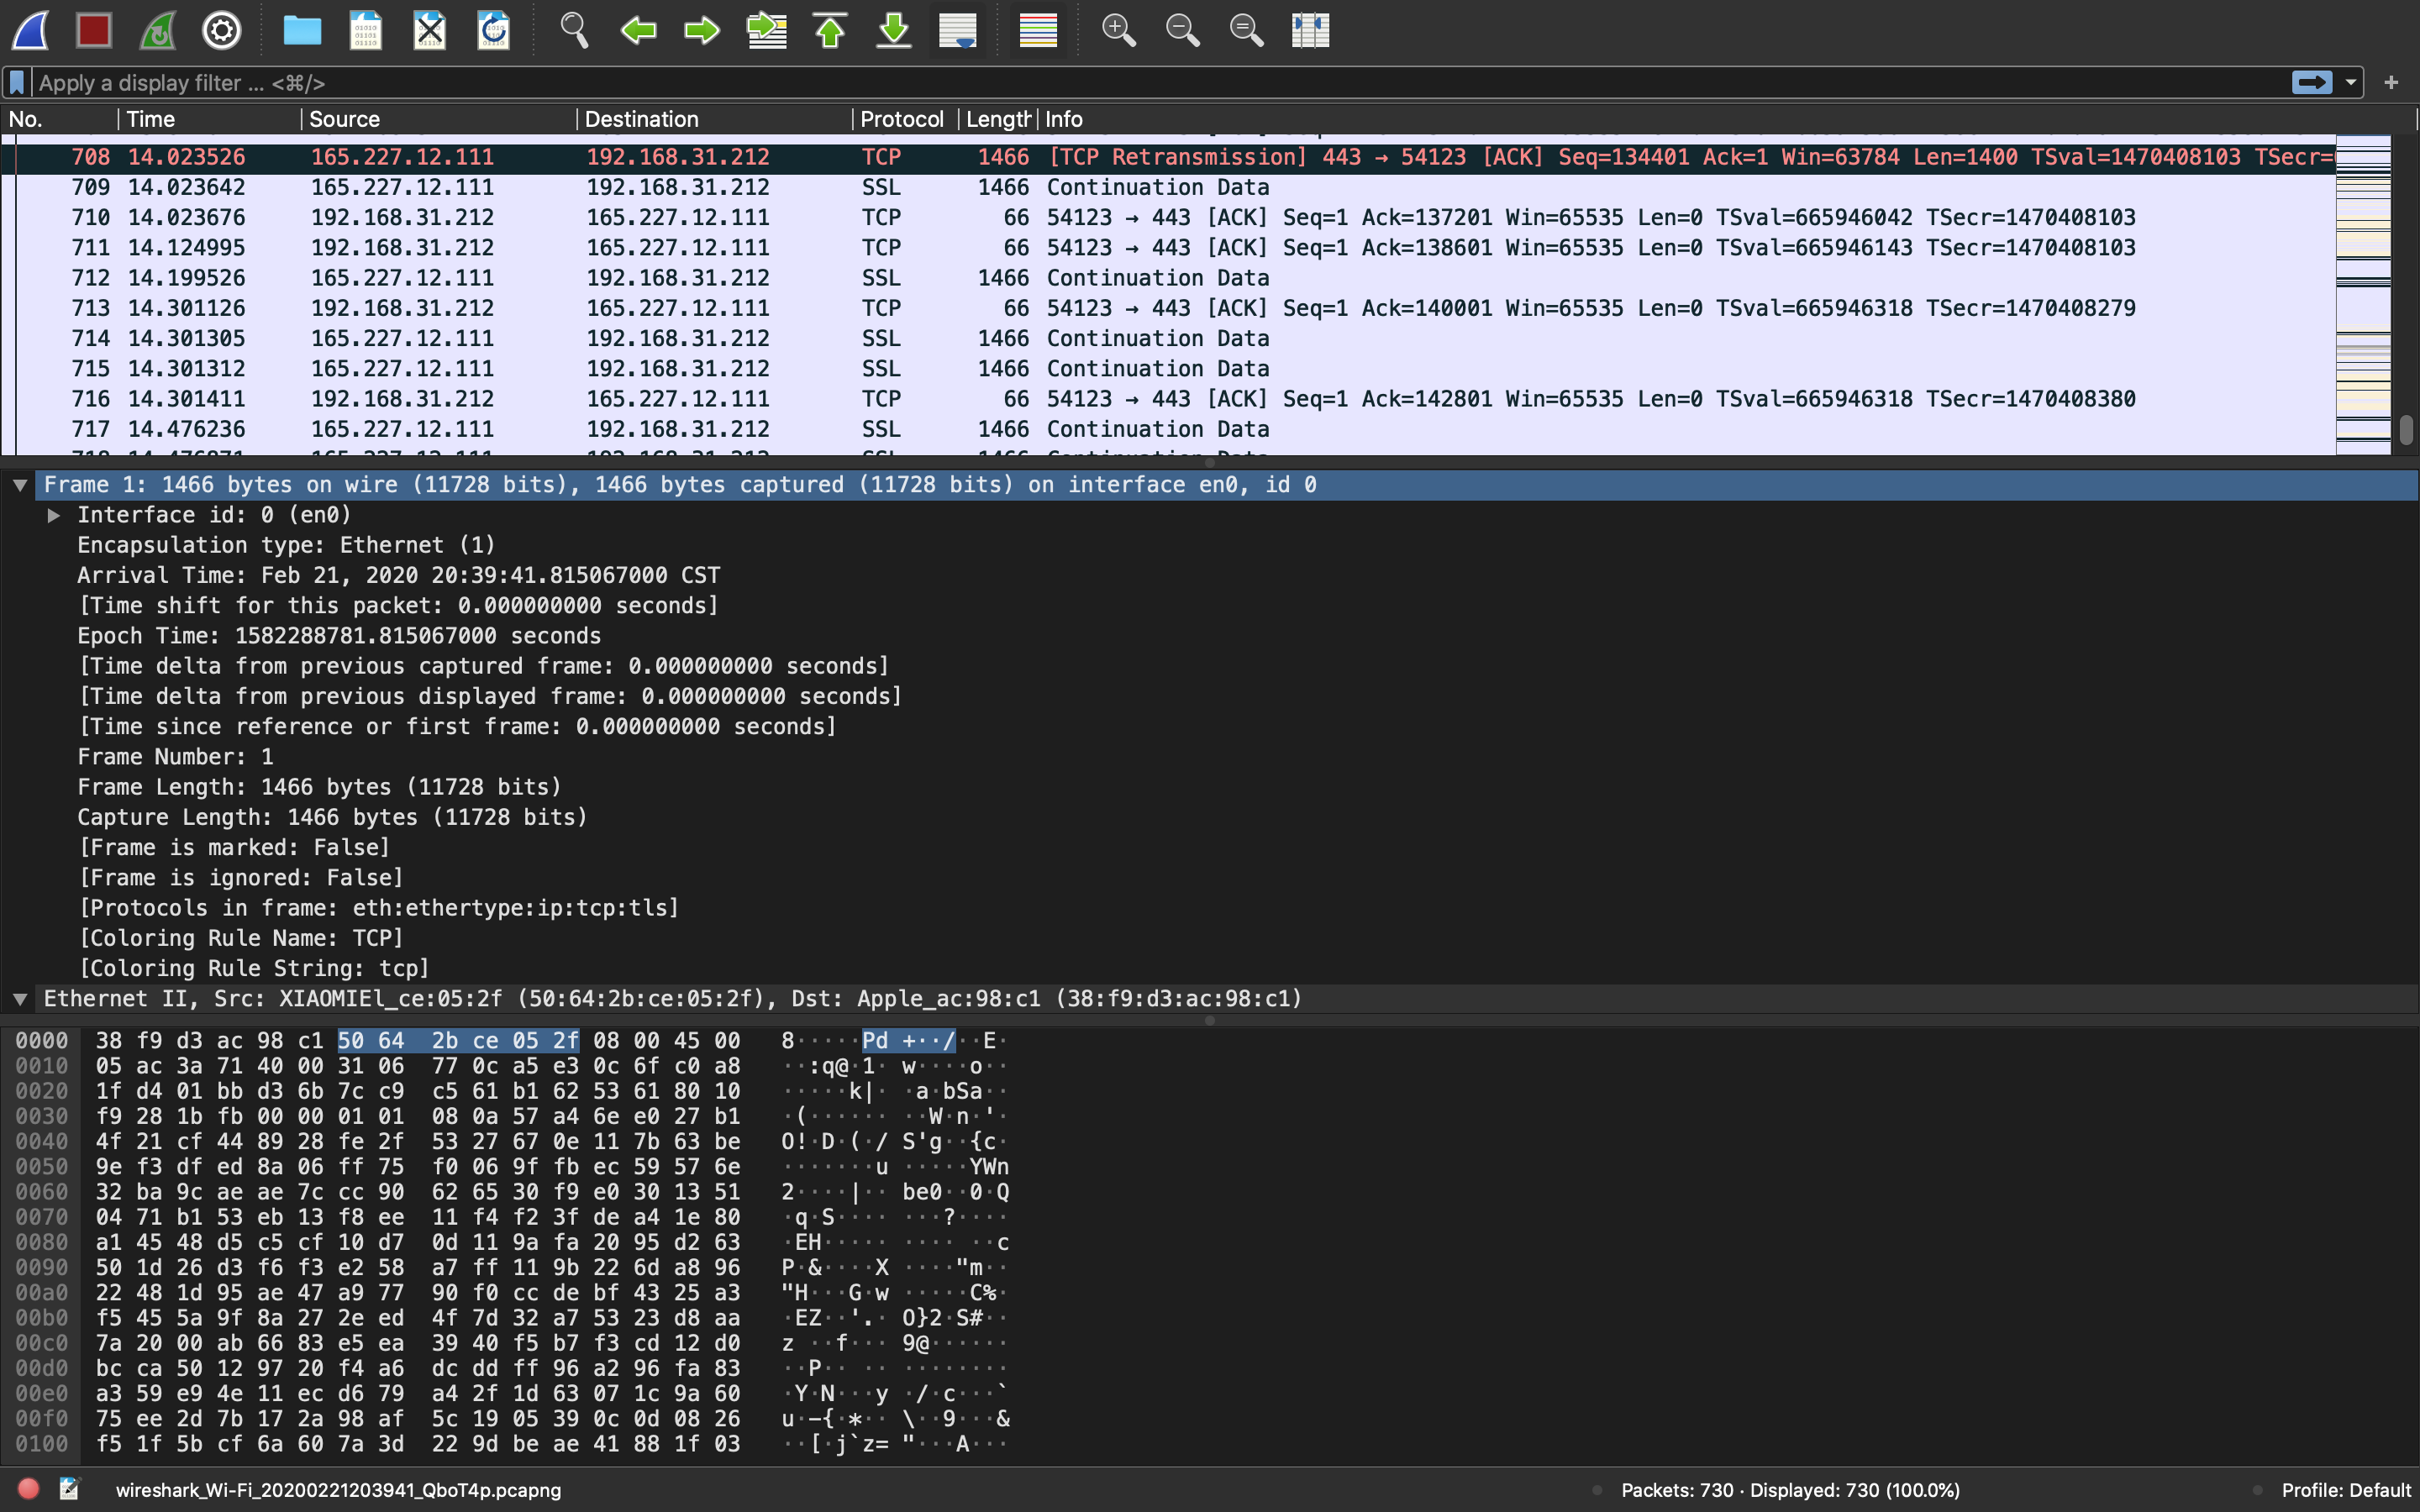 Apply a display filter ... <⌘/>
No. Time Source Destination Protocol Length Info
708 14.023526 165.227.12.111 192.168.31.212 TCP 1466 [TCP Retransmission] 443 → 54123 [ACK] Seq=134401 Ack=1 Win=63784 Len=1400 TSval=1470408103 TSecr=
709 14.023642 165.227.12.111 192.168.31.212 SSL 1466 Continuation Data
710 14.023676 192.168.31.212 165.227.12.111 TCP 66 54123 → 443 [ACK] Seq=1 Ack=137201 Win=65535 Len=0 TSval=665946042 TSecr=1470408103
711 14.124995 192.168.31.212 165.227.12.111 TCP 66 54123 → 443 [ACK] Seq=1 Ack=138601 Win=65535 Len=0 TSval=665946143 TSecr=1470408103
712 14.199526 165.227.12.111 192.168.31.212 SSL 1466 Continuation Data
713 14.301126 192.168.31.212 165.227.12.111 TCP 66 54123 → 443 [ACK] Seq=1 Ack=140001 Win=65535 Len=0 TSval=665946318 TSecr=1470408279
714 14.301305 165.227.12.111 192.168.31.212 SSL 1466 Continuation Data
715 14.301312 165.227.12.111 192.168.31.212 SSL 1466 Continuation Data
716 14.301411 192.168.31.212 165.227.12.111 TCP 66 54123 → 443 [ACK] Seq=1 Ack=142801 Win=65535 Len=0 TSval=665946318 TSecr=1470408380
717 14.476236 165.227.12.111 192.168.31.212 SSL 1466 Continuation Data
Frame 1: 1466 bytes on wire (11728 bits), 1466 bytes captured (11728 bits) on interface en0, id 0
Interface id: 0 (en0)
Encapsulation type: Ethernet (1)
Arrival Time: Feb 21, 2020 20:39:41.815067000 CST
[Time shift for this packet: 0.000000000 seconds]
Epoch Time: 1582288781.815067000 seconds
[Time delta from previous captured frame: 0.000000000 seconds]
[Time delta from previous displayed frame: 0.000000000 seconds]
[Time since reference or first frame: 0.000000000 seconds]
Frame Number: 1
Frame Length: 1466 bytes (11728 bits)
Capture Length: 1466 bytes (11728 bits)
[Frame is marked: False]
[Frame is ignored: False]
[Protocols in frame: eth:ethertype:ip:tcp:tls]
[Coloring Rule Name: TCP]
[Coloring Rule String: tcp]
Ethernet II, Src: XIAOMIEl_ce:05:2f (50:64:2b:ce:05:2f), Dst: Apple_ac:98:c1 (38:f9:d3:ac:98:c1)
0000 38 f9 d3 ac 98 c1 50 64 2b ce 05 2f 08 00 45 00 8·····Pd +··/··E·
0010 05 ac 3a 71 40 00 31 06 77 0c a5 e3 0c 6f c0 a8 ··:q@·1· w····o··
0020 1f d4 01 bb d3 6b 7c c9 c5 61 b1 62 53 61 80 10 ·····k|· ·a·bSa··
0030 f9 28 1b fb 00 00 01 01 08 0a 57 a4 6e e0 27 b1 ·(······ ··W·n·'·
0040 4f 21 cf 44 89 28 fe 2f 53 27 67 0e 11 7b 63 be O!·D·(·/ S'g··{c·
0050 9e f3 df ed 8a 06 ff 75 f0 06 9f fb ec 59 57 6e ·······u ·····YWn
0060 32 ba 9c ae ae 7c cc 90 62 65 30 f9 e0 30 13 51 2····|·· be0··0·Q
0070 04 71 b1 53 eb 13 f8 ee 11 f4 f2 3f de a4 1e 80 ·q·S···· ···?····
0080 a1 45 48 d5 c5 cf 10 d7 0d 11 9a fa 20 95 d2 63 ·EH····· ···· ··c
0090 50 1d 26 d3 f6 f3 e2 58 a7 ff 11 9b 22 6d a8 96 P·&····X ····"m··
00a0 22 48 1d 95 ae 47 a9 77 90 f0 cc de bf 43 25 a3 "H···G·w ·····C%·
00b0 f5 45 5a 9f 8a 27 2e ed 4f 7d 32 a7 53 23 d8 aa ·EZ··'.· O}2·S#··
00c0 7a 20 00 ab 66 83 e5 ea 39 40 f5 b7 f3 cd 12 d0 z ··f··· 9@······
00d0 bc ca 50 12 97 20 f4 a6 dc dd ff 96 a2 96 fa 83 ··P·· ·· ········
00e0 a3 59 e9 4e 11 ec d6 79 a4 2f 1d 63 07 1c 9a 60 ·Y·N···y ·/·c···`
00f0 75 ee 2d 7b 17 2a 98 af 5c 19 05 39 0c 0d 08 26 u·-{·*·· \··9···&
0100 f5 1f 5b cf 6a 60 7a 3d 22 9d be ae 41 88 1f 03 ··[·j`z= "···A···
wireshark_Wi-Fi_20200221203941_QboT4p.pcapng Packets: 730 · Displayed: 730 (100.0%) Profile: Default